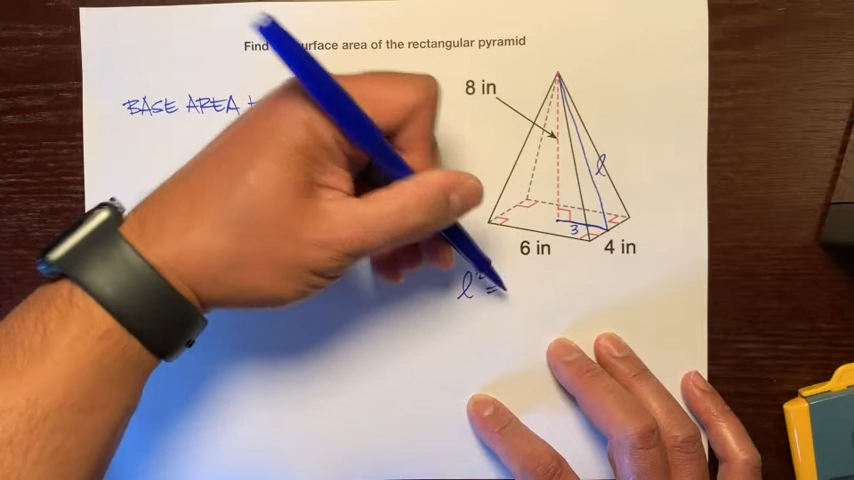 Find surface area of the rectangular pyramid
BASE AREA +
8 in
l
3
6 in 4 in
l² =